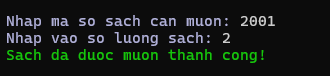 Nhap ma so sach can muon: 2001
Nhap vao so luong sach: 2
Sach da duoc muon thanh cong!